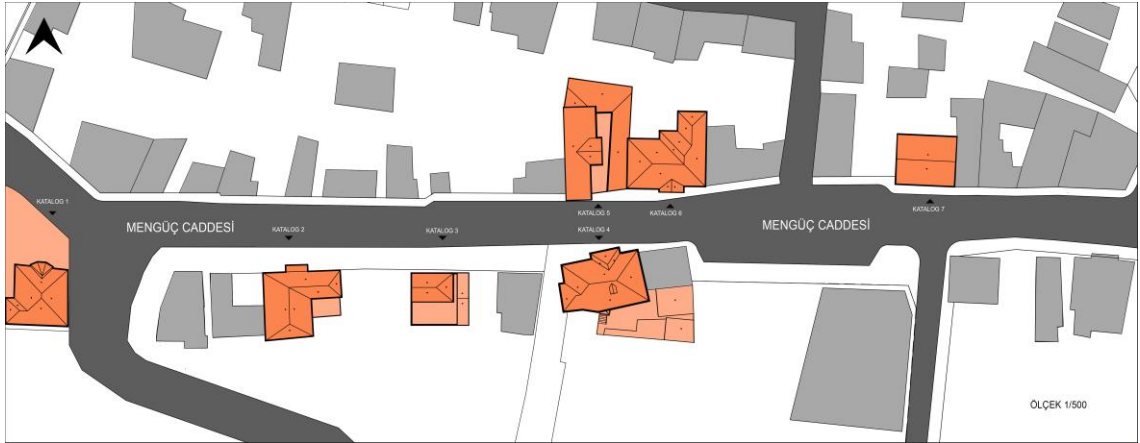 KATALOG 1
MENGÜÇ CADDESİ
KATALOG 2
KATALOG 3
KATALOG 5
KATALOG 4
KATALOG 6
MENGÜÇ CADDESİ
KATALOG 7
ÖLÇEK 1/500